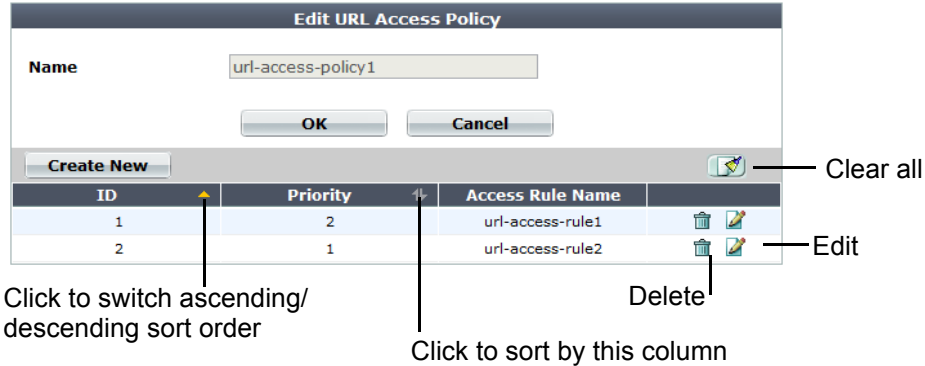 Edit URL Access Policy
Name url-access-policy1
OK Cancel
Create New Clear all
ID Priority Access Rule Name
1 2 url-access-rule1
2 1 url-access-rule2 Edit
Click to switch ascending/
descending sort order
Delete
Click to sort by this column